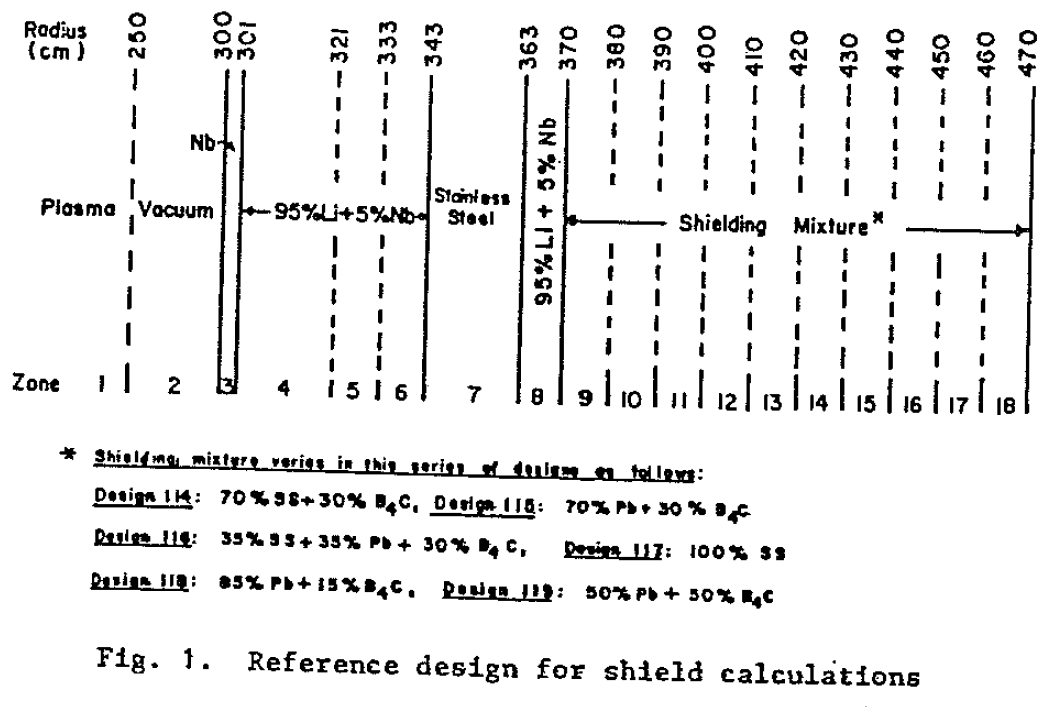 Radius
(cm)
250 300 301 321 333 343 363 370 380 390 400 410 420 430 440 450 460 470
Nb
Plasma Vacuum 95%Li+5%Nb Stainless
Steel
95% Li + 5% Nb
Shielding Mixture*
Zone 1 2 3 4 5 6 7 8 9 10 11 12 13 14 15 16 17 18
* Shielding mixture varies in this series of designs as follows:
Design 114: 70% SS+30% B4C, Design 115: 70% Pb+30% B4C
Design 116: 35% SS+35% Pb+30% B4C, Design 117: 100% SS
Design 118: 85% Pb+15% B4C, Design 119: 50% Pb+50% B4C
Fig. 1. Reference design for shield calculations